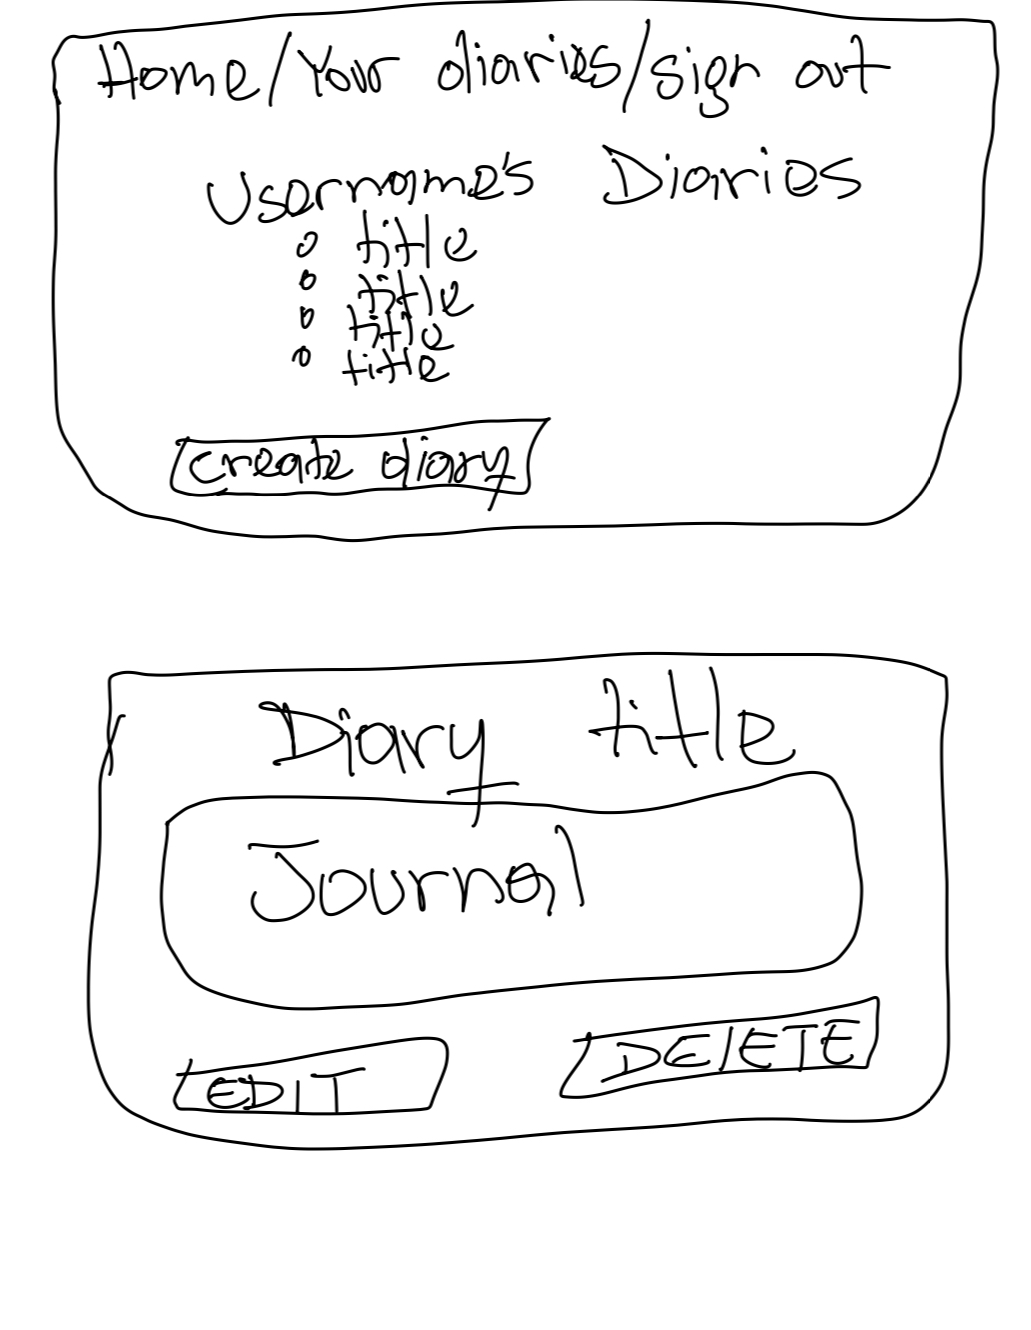 Home/Your diaries/sign out
Username's Diaries
title
title
title
title
create diary
Diary title
Journal
EDIT
DELETE